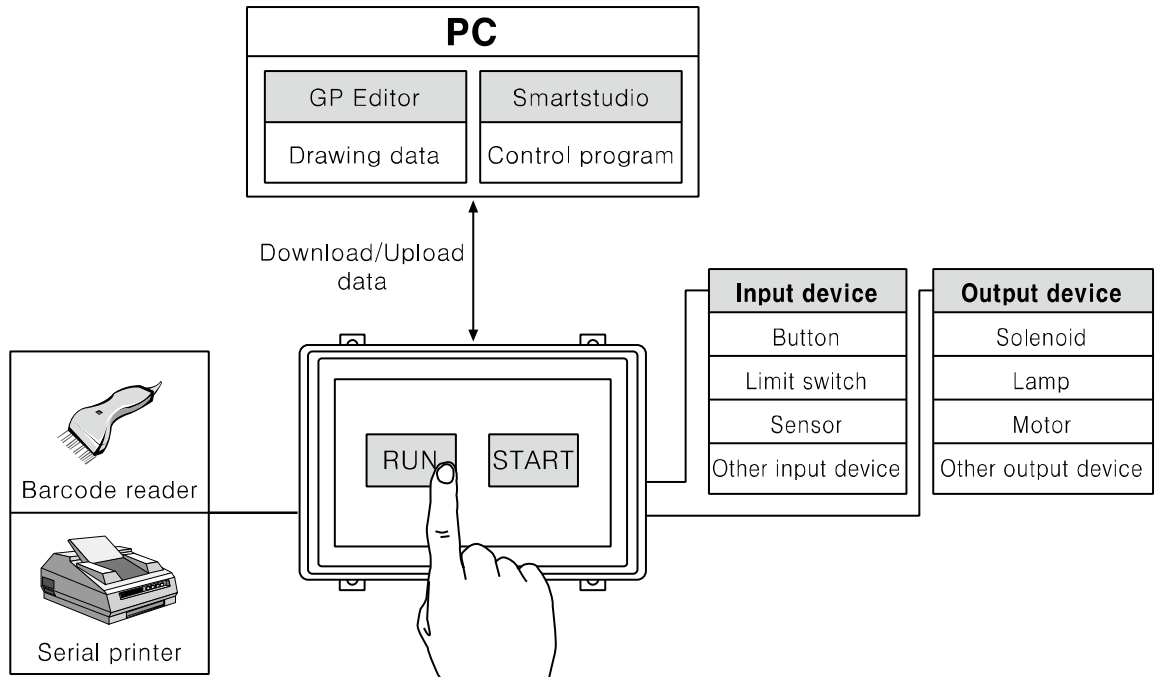 PC
GP Editor
Smartstudio
Drawing data
Control program
Download/Upload
data
Input device
Button
Limit switch
Sensor
Other input device
Output device
Solenoid
Lamp
Motor
Other output device
RUN
START
Barcode reader
Serial printer